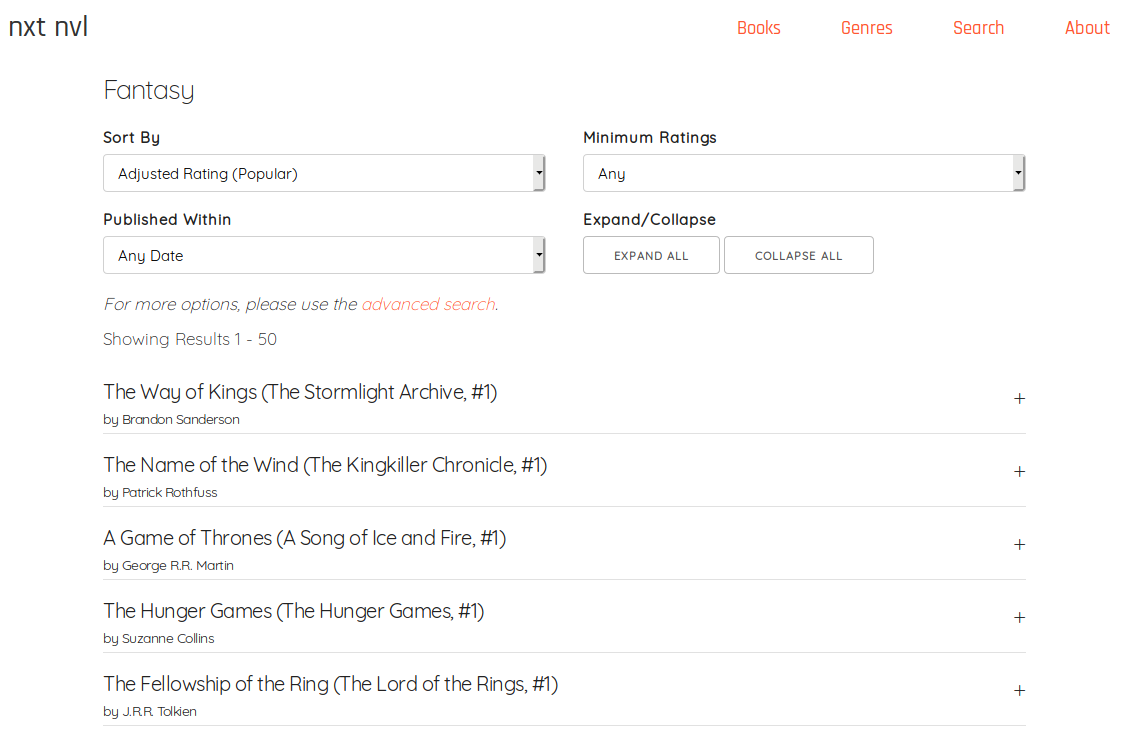 nxt nvl
Books Genres Search About
Fantasy
Sort By
Adjusted Rating (Popular)
Minimum Ratings
Any
Published Within
Any Date
Expand/Collapse
EXPAND ALL COLLAPSE ALL
For more options, please use the advanced search.
Showing Results 1 - 50
The Way of Kings (The Stormlight Archive, #1)
+
by Brandon Sanderson
The Name of the Wind (The Kingkiller Chronicle, #1)
+
by Patrick Rothfuss
A Game of Thrones (A Song of Ice and Fire, #1)
+
by George R.R. Martin
The Hunger Games (The Hunger Games, #1)
+
by Suzanne Collins
The Fellowship of the Ring (The Lord of the Rings, #1)
+
by J.R.R. Tolkien